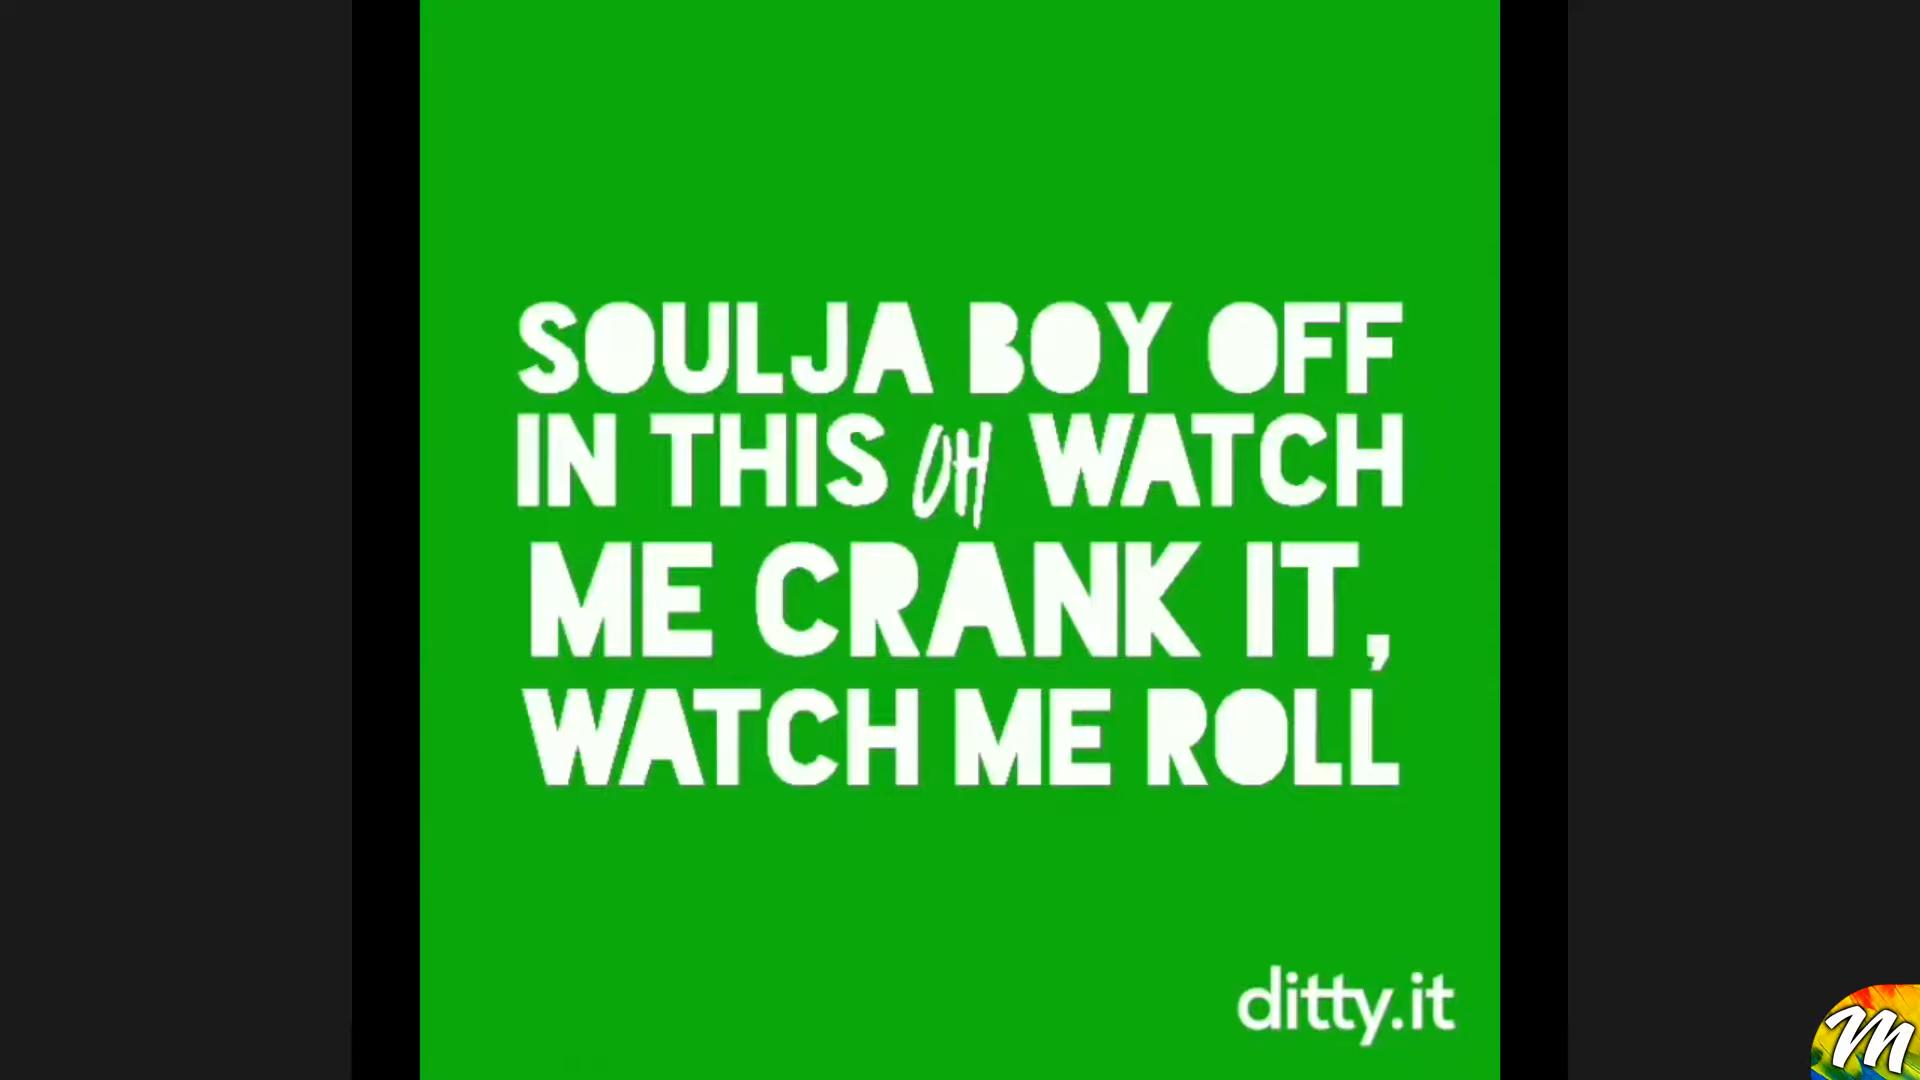 SOULJA BOY OFF
IN THIS OH WATCH
ME CRANK IT,
WATCH ME ROLL
ditty.it
M